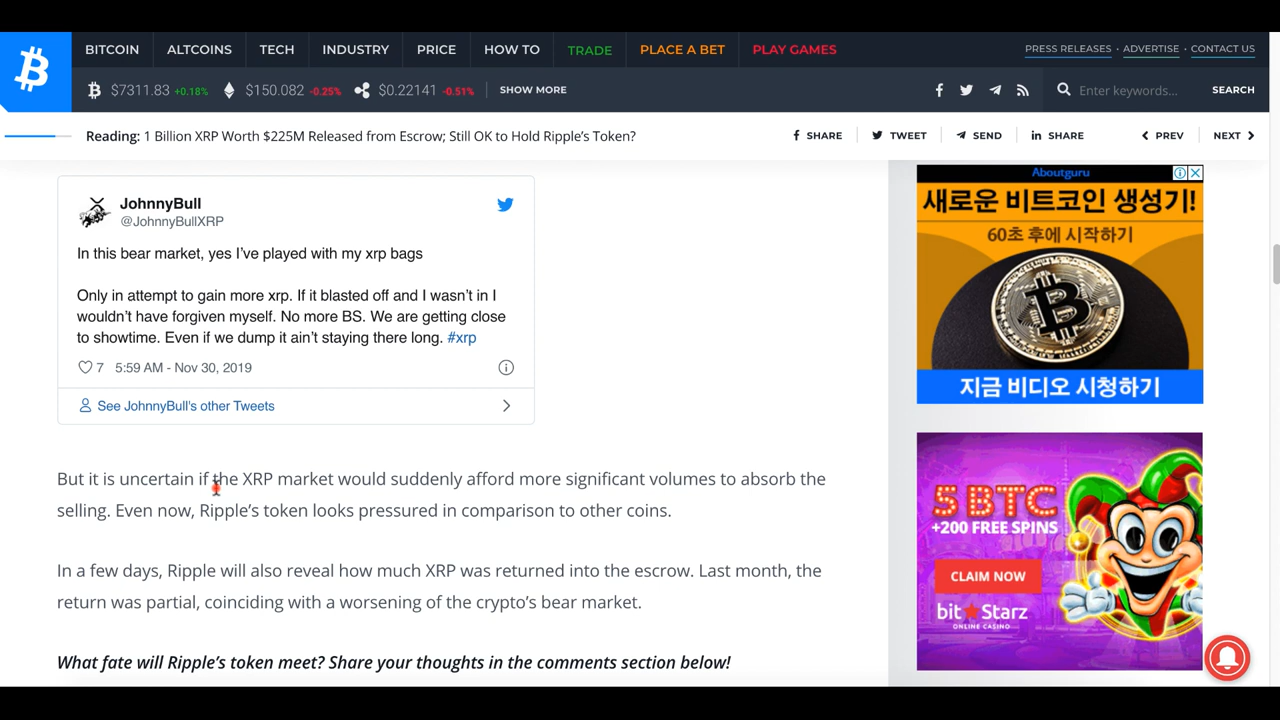 BITCOIN ALTCOINS TECH INDUSTRY PRICE HOW TO TRADE PLACE A BET PLAY GAMES PRESS RELEASES · ADVERTISE · CONTACT US
$7311.83 +0.18% $150.082 -0.25% $0.22141 -0.51% SHOW MORE Enter keywords... SEARCH
Reading: 1 Billion XRP Worth $225M Released from Escrow; Still OK to Hold Ripple's Token? SHARE TWEET SEND SHARE PREV NEXT
JohnnyBull
@JohnnyBullXRP
In this bear market, yes I've played with my xrp bags
Only in attempt to gain more xrp. If it blasted off and I wasn't in I
wouldn't have forgiven myself. No more BS. We are getting close
to showtime. Even if we dump it ain't staying there long. #xrp
7 5:59 AM - Nov 30, 2019
See JohnnyBull's other Tweets
But it is uncertain if the XRP market would suddenly afford more significant volumes to absorb the
selling. Even now, Ripple's token looks pressured in comparison to other coins.
In a few days, Ripple will also reveal how much XRP was returned into the escrow. Last month, the
return was partial, coinciding with a worsening of the crypto's bear market.
What fate will Ripple's token meet? Share your thoughts in the comments section below!
Aboutguru
새로운 비트코인 생성기!
60초 후에 시작하기
지금 비디오 시청하기
5 BTC
+200 FREE SPINS
CLAIM NOW
bitStarz
ONLINE CASINO